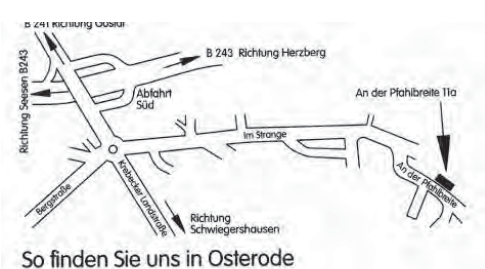 B 241 Richtung Goslar
B 243 Richtung Herzberg
Richtung Seesen B243
Abfahrt
Süd
An der Pfahlbreite 11a
Im Strange
An der Pfahlbreite
Bergstraße
Krebecker Landstraße
Richtung
Schwiegershausen
So finden Sie uns in Osterode